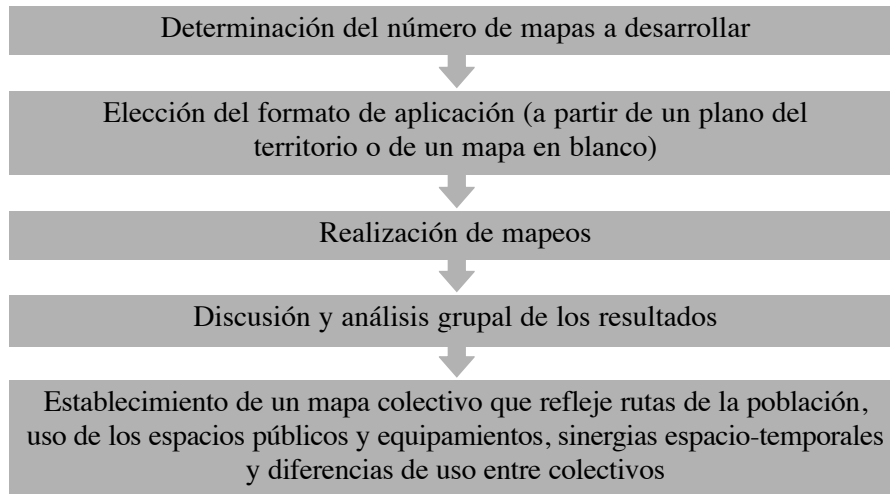 Determinación del número de mapas a desarrollar
Elección del formato de aplicación (a partir de un plano del
territorio o de un mapa en blanco)
Realización de mapeos
Discusión y análisis grupal de los resultados
Establecimiento de un mapa colectivo que refleje rutas de la población,
uso de los espacios públicos y equipamientos, sinergias espacio-temporales
y diferencias de uso entre colectivos